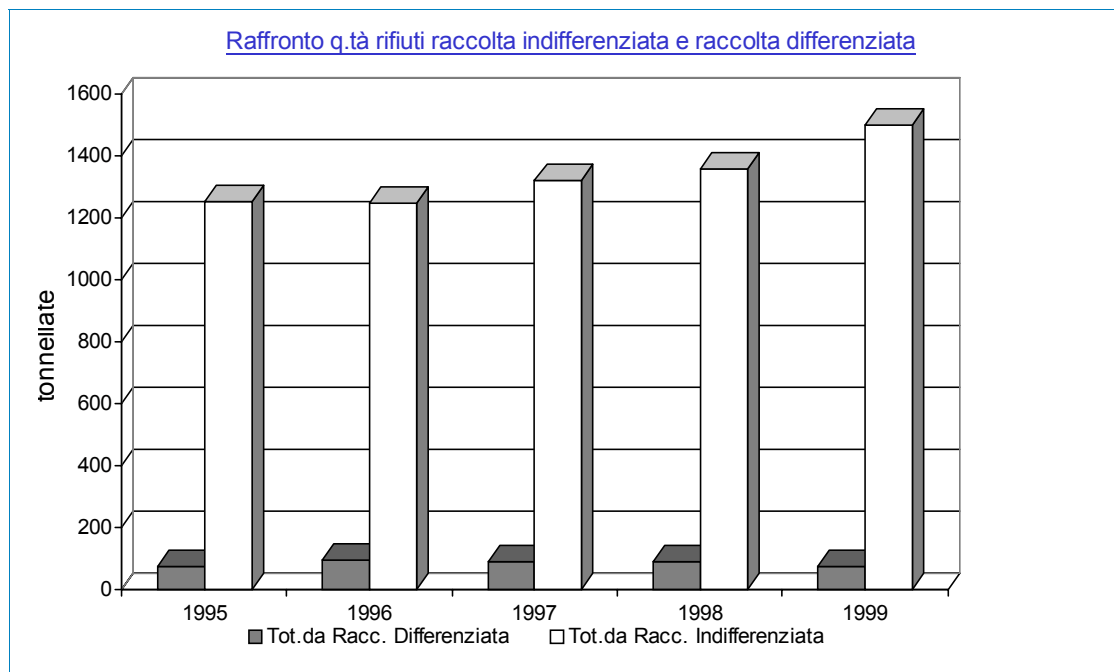 Raffronto q.tà rifiuti raccolta indifferenziata e raccolta differenziata
1600
1400
1200
1000
800
600
400
200
0
tonnellate
1995 1996 1997 1998 1999
Tot.da Racc. Differenziata Tot.da Racc. Indifferenziata